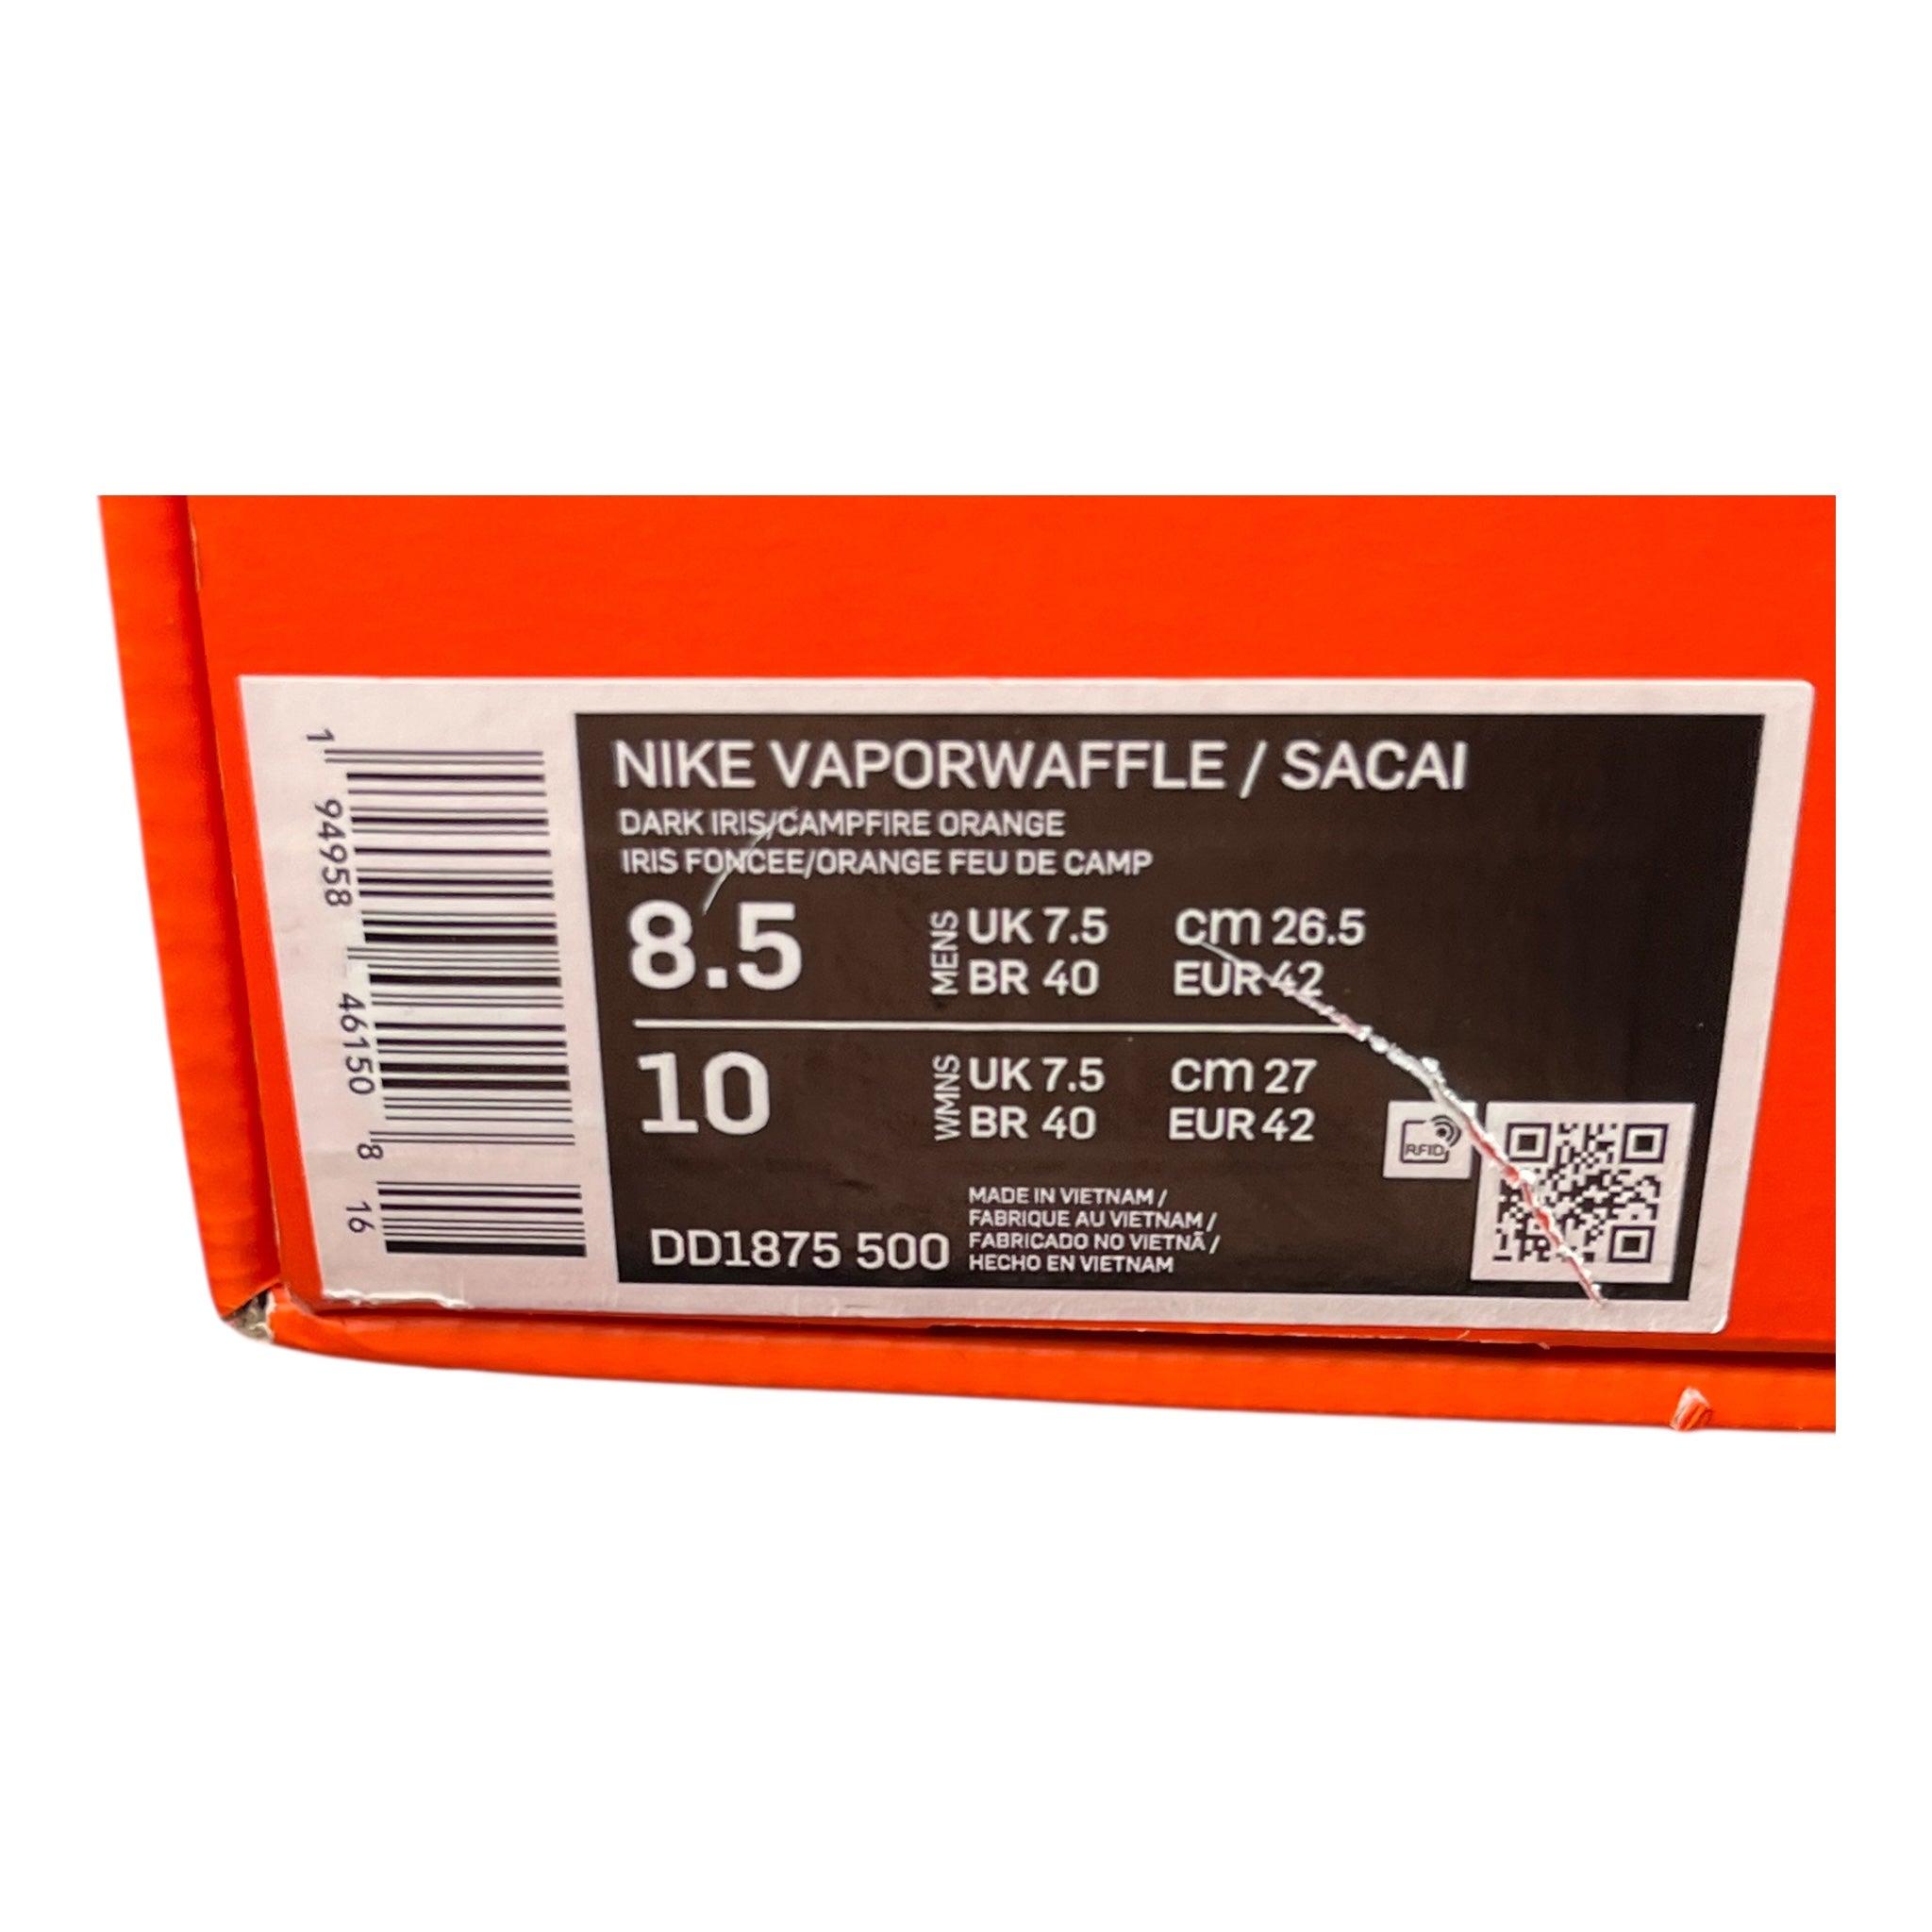 1 94958 46150 8 16
NIKE VAPORWAFFLE / SACAI
DARK IRIS/CAMPFIRE ORANGE
IRIS FONCEE/ORANGE FEU DE CAMP
8.5 MENS UK 7.5 cm 26.5
BR 40 EUR 42
10 WMNS UK 7.5 cm 27
BR 40 EUR 42
RFID
MADE IN VIETNAM /
FABRIQUE AU VIETNAM /
FABRICADO NO VIETNÃ /
HECHO EN VIETNAM
DD1875 500